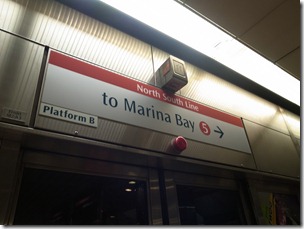 North South Line
to Marina Bay 5 →
Platform B